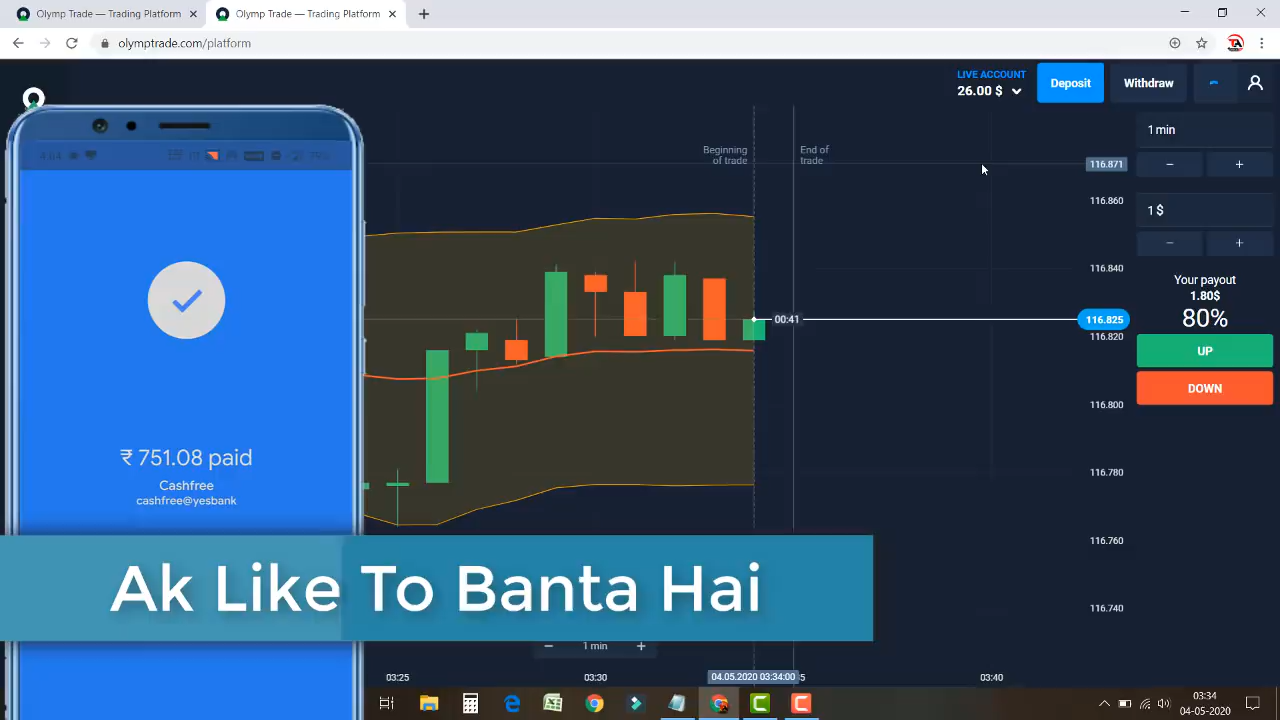 Olymp Trade — Trading Platform
Olymp Trade — Trading Platform
olymptrade.com/platform
LIVE ACCOUNT
26.00 $
Deposit
Withdraw
4:04
Beginning
of trade
End of
trade
1 min
116.871
116.860
1 $
116.840
Your payout
1.80$
80%
00:41
116.825
116.820
UP
DOWN
116.800
116.780
116.760
116.740
₹ 751.08 paid
Cashfree
cashfree@yesbank
Ak Like To Banta Hai
1 min
03:25
03:30
04.05.2020 03:34:00
03:40
03:34
04-05-2020